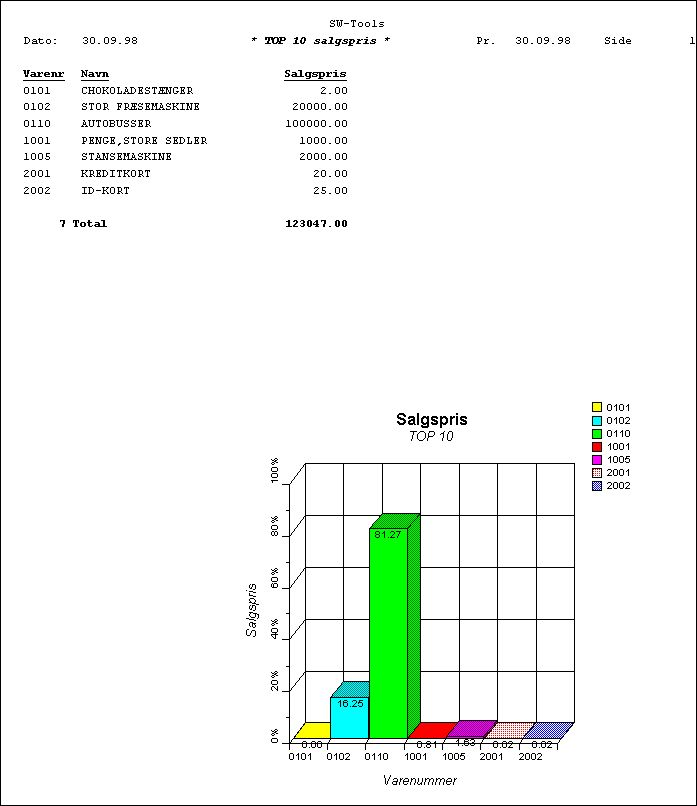 SW-Tools
Dato: 30.09.98 * TOP 10 salgspris * Pr. 30.09.98 Side 1
Varenr Navn Salgspris
0101 CHOKOLADESTÆNGER 2.00
0102 STOR FRÆSEMASKINE 20000.00
0110 AUTOBUSSER 100000.00
1001 PENGE,STORE SEDLER 1000.00
1005 STANSEMASKINE 2000.00
2001 KREDITKORT 20.00
2002 ID-KORT 25.00
7 Total 123047.00
Salgspris
TOP 10
0101
0102
0110
1001
1005
2001
2002
100%
80%
60%
40%
20%
0%
Salgspris
81.27
16.25
0.00 0.81 1.63 0.02 0.02
0101 0102 0110 1001 1005 2001 2002
Varenummer